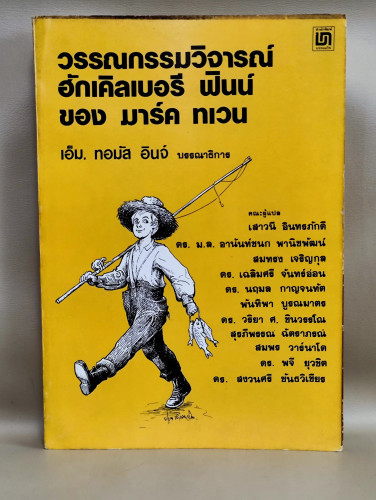 วรรณกรรมวิจารณ์
ฮักเคิลเบอรี ฟินน์
ของ มาร์ค ทเวน
เอ็ม. ทอมัส อินจ์ บรรณาธิการ
คณะผู้แปล
เสาวนี อินทรภักดี
ดร. ม.ล. อานันท์ชนก พานิชพัฒน์
สมทรง เจริญกุล
ดร. เฉลิมศรี จันทร์อ่อน
ดร. นฤมล กาญจนทัต
พันทิพา บูรณมาตร
ดร. วริยา ศ. ชินวรรโณ
สุรภีพรรณ ฉัตราภรณ์
สมพร วาร์นาโด
ดร. พจี ยุวชิต
ดร. สงวนศรี ขันธวิเชียร